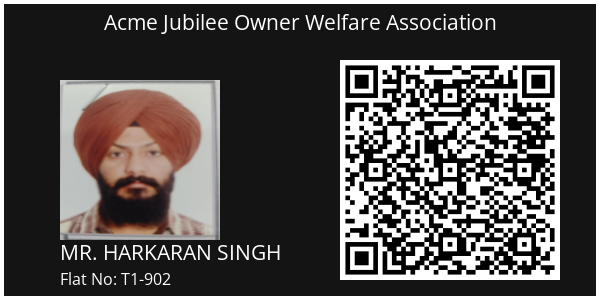 Acme Jubilee Owner Welfare Association
MR. HARKARAN SINGH
Flat No: T1-902